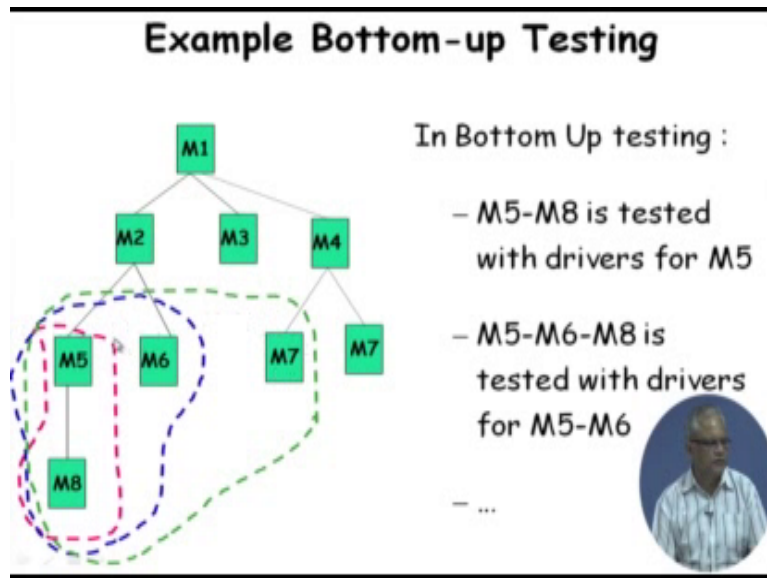 Example Bottom-up Testing
M1
In Bottom Up testing :
M2
M3
M4
– M5-M8 is tested
with drivers for M5
M5
M6
M7
M7
– M5-M6-M8 is
tested with drivers
for M5-M6
M8
– ...